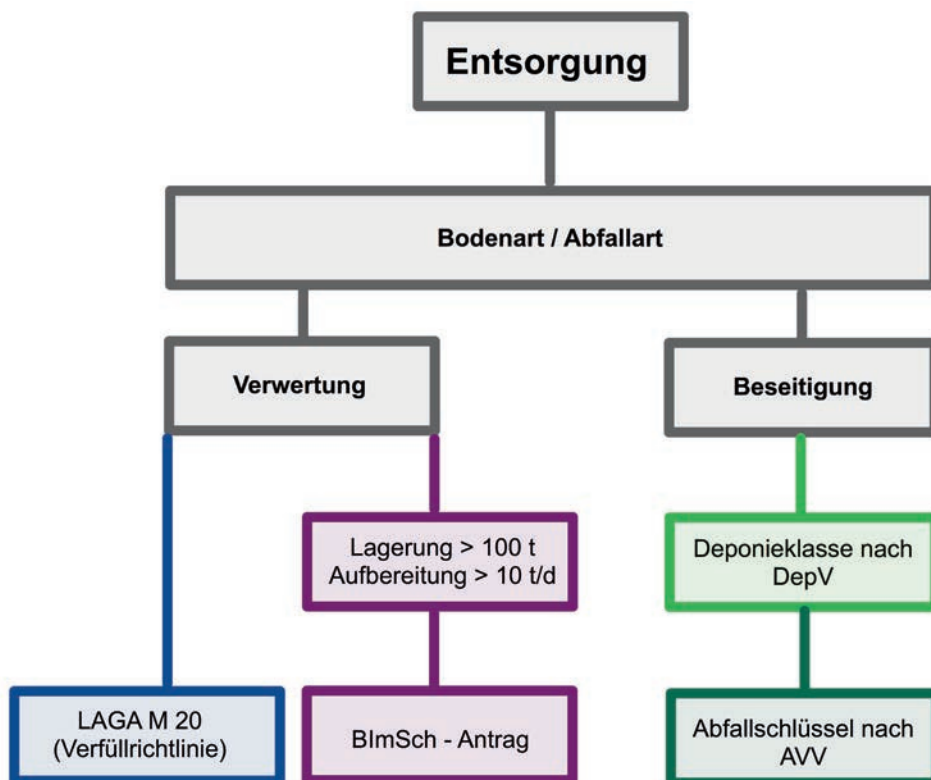 Entsorgung
Bodenart / Abfallart
Verwertung
Beseitigung
Lagerung > 100 t
Aufbereitung > 10 t/d
Deponieklasse nach
DepV
LAGA M 20
(Verfüllrichtlinie)
BImSch - Antrag
Abfallschlüssel nach
AVV